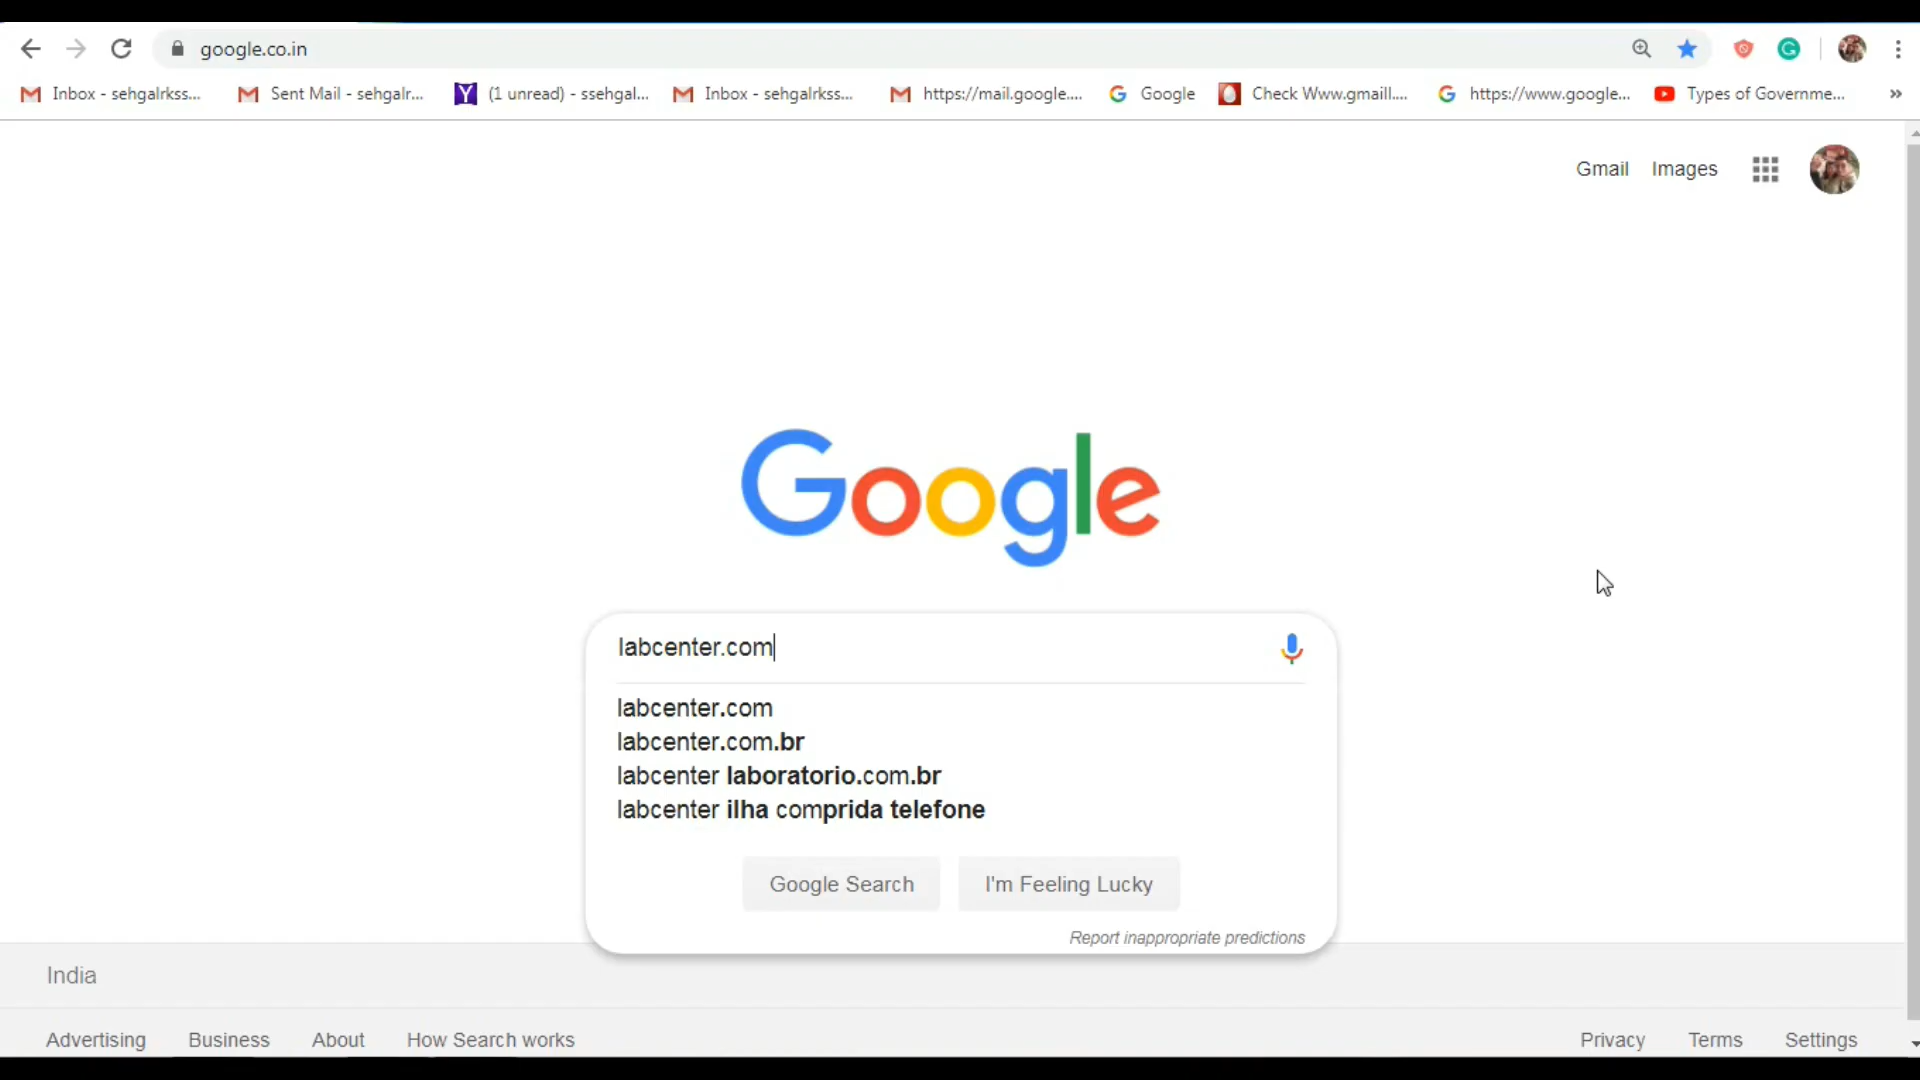 google.co.in
Inbox - sehgalrkss... Sent Mail - sehgalr... (1 unread) - ssehgal... Inbox - sehgalrkss... https://mail.google.... Google Check Www.gmaill.... https://www.google... Types of Governme... »
Gmail Images
Google
labcenter.com
labcenter.com
labcenter.com.br
labcenter laboratorio.com.br
labcenter ilha comprida telefone
Google Search I'm Feeling Lucky
Report inappropriate predictions
India
Advertising Business About How Search works Privacy Terms Settings